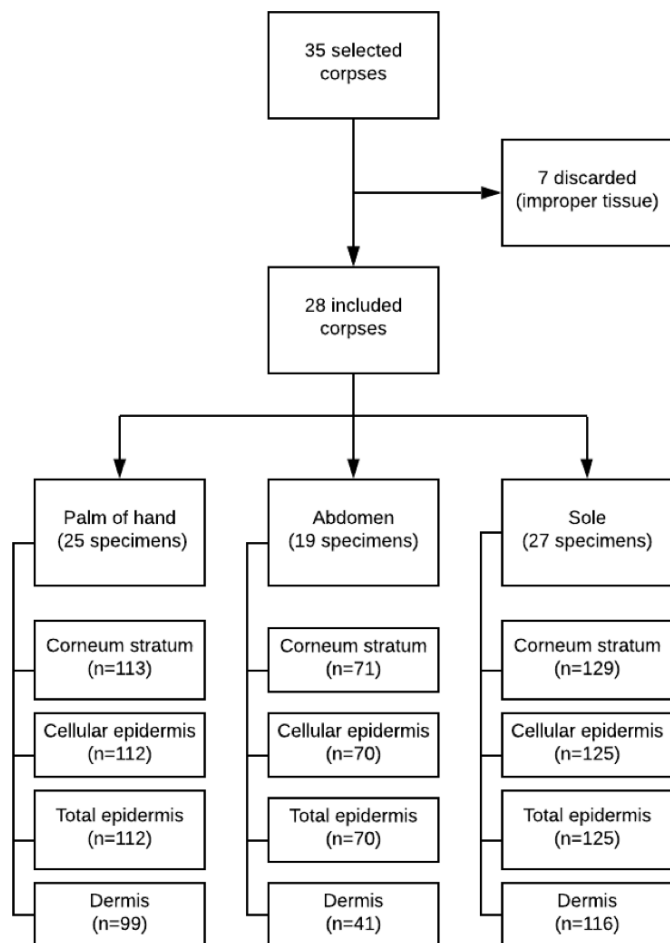 35 selected
corpses
7 discarded
(improper tissue)
28 included
corpses
Palm of hand
(25 specimens)
Corneum stratum
(n=113)
Cellular epidermis
(n=112)
Total epidermis
(n=112)
Dermis
(n=99)
Abdomen
(19 specimens)
Corneum stratum
(n=71)
Cellular epidermis
(n=70)
Total epidermis
(n=70)
Dermis
(n=41)
Sole
(27 specimens)
Corneum stratum
(n=129)
Cellular epidermis
(n=125)
Total epidermis
(n=125)
Dermis
(n=116)